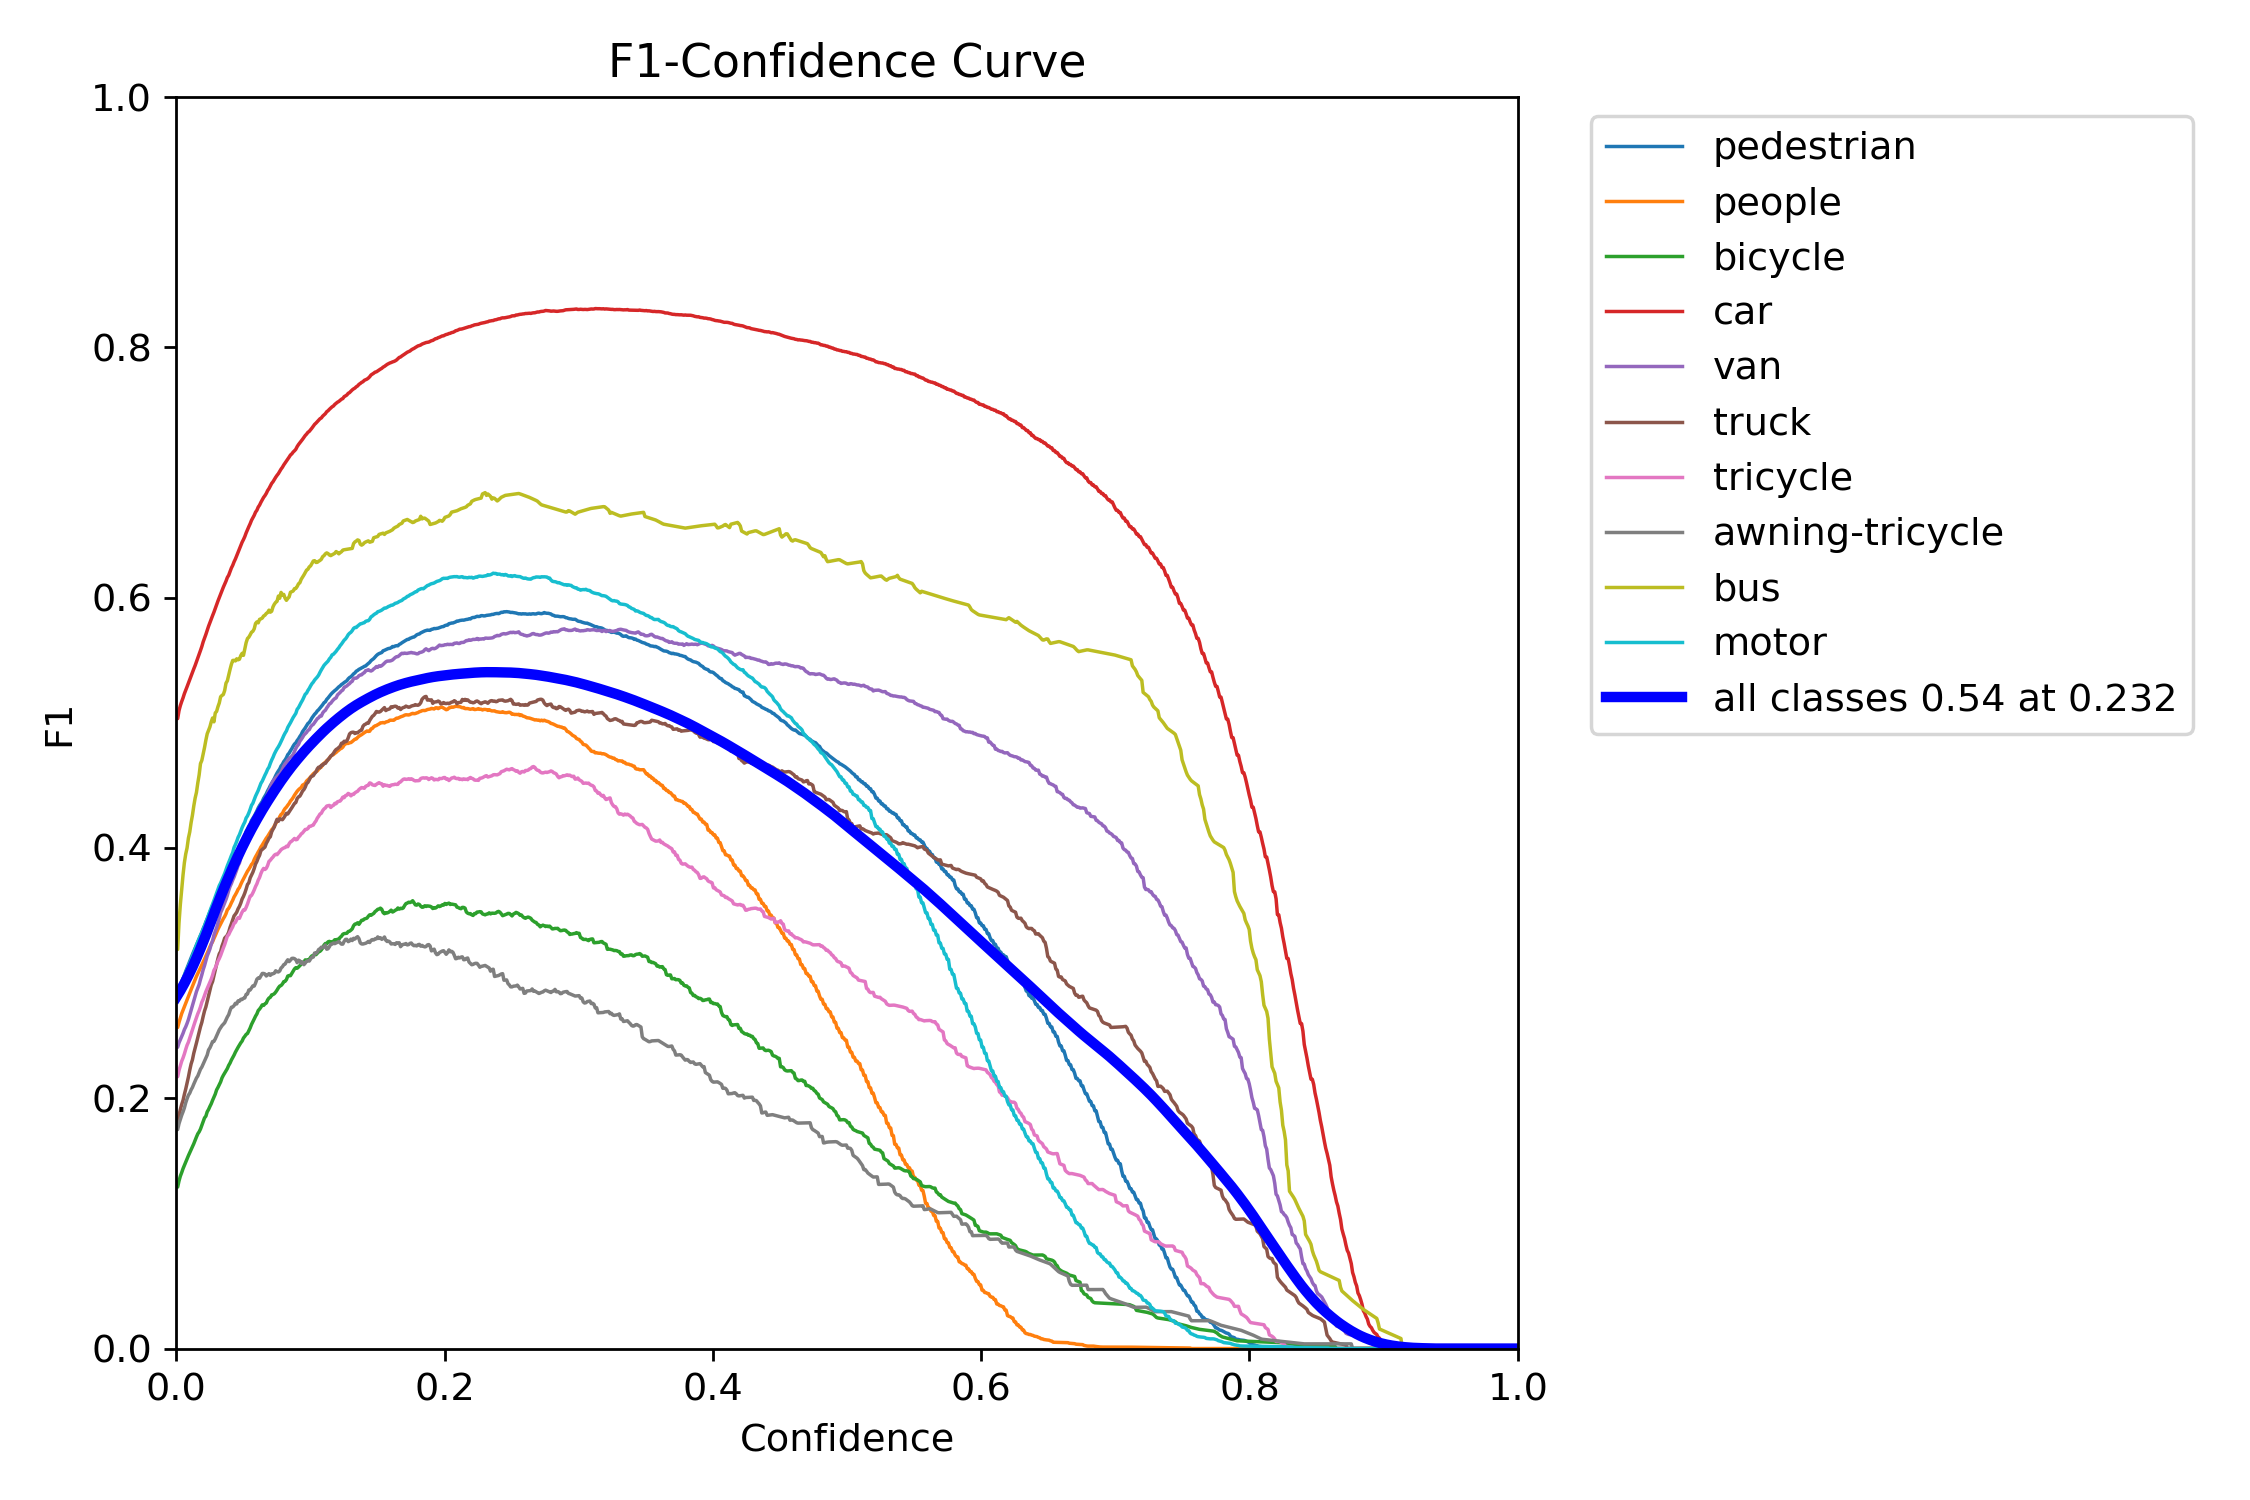 F1-Confidence Curve
1.0
0.8
0.6
0.4
0.2
0.0
F1
0.0 0.2 0.4 0.6 0.8 1.0
Confidence
pedestrian
people
bicycle
car
van
truck
tricycle
awning-tricycle
bus
motor
all classes 0.54 at 0.232